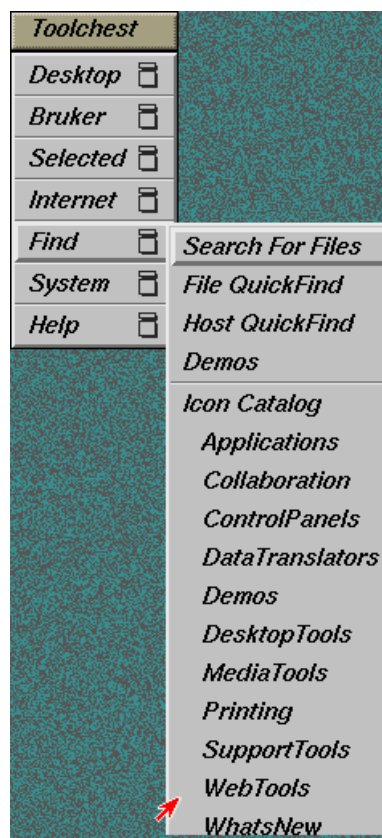 Toolchest
Desktop
Bruker
Selected
Internet
Find
System
Help
Search For Files
File QuickFind
Host QuickFind
Demos
Icon Catalog
Applications
Collaboration
ControlPanels
DataTranslators
Demos
DesktopTools
MediaTools
Printing
SupportTools
WebTools
WhatsNew